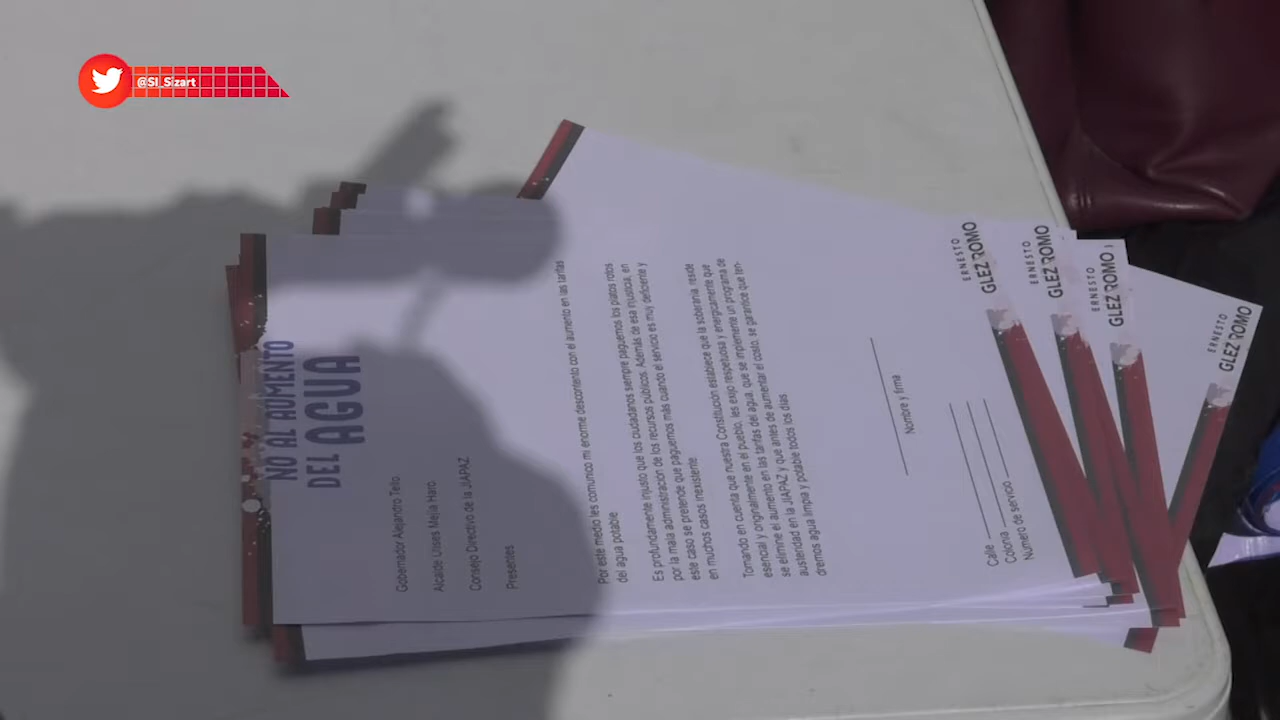 @SI_Sizart
NO AL AUMENTO
DEL AGUA
Gobernador Alejandro Tello
Alcalde Ulises Mejía Haro
Consejo Directivo de la JIAPAZ
Presentes
Por este medio les comunico mi enorme descontento con el aumento en las tarifas
del agua potable
Es profundamente injusto que los ciudadanos siempre paguemos los platos rotos
por la mala administración de los recursos públicos. Además de esa injusticia, en
este caso se pretende que paguemos más cuando el servicio es muy deficiente y
en muchos casos inexistente
Tomando en cuenta que nuestra Constitución establece que la soberanía reside
esencial y originalmente en el pueblo, les exijo respetuosa y energicamente que
se elimine el aumento en las tarifas del agua, que se implemente un programa de
austeridad en la JIAPAZ y que antes de aumentar el costo, se garantice que ten-
dremos agua limpia y potable todos los días
Nombre y firma
Calle
Colonia
Número de servicio
ERNESTO
GLEZ ROMO
ERNESTO
GLEZ ROMO
ERNESTO
GLEZ ROMO
ERNESTO
GLEZ ROMO